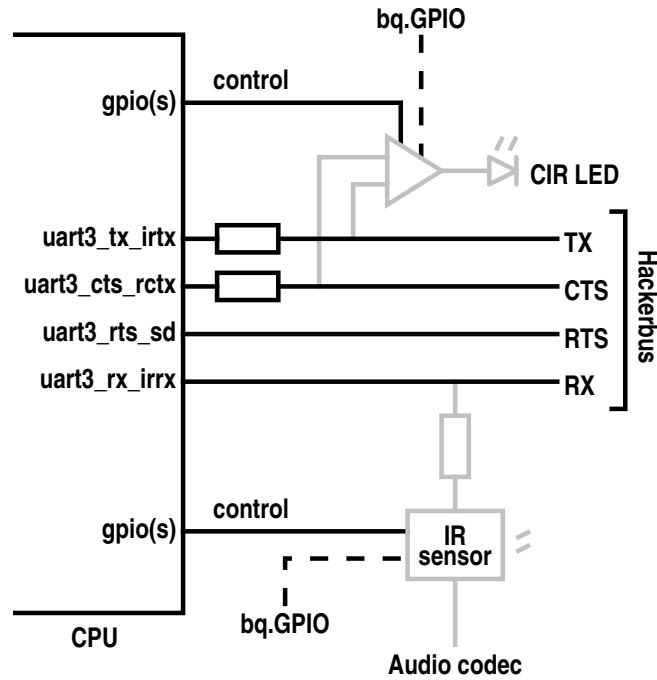 bq.GPIO
control
gpio(s)
CIR LED
uart3_tx_irtx
TX
uart3_cts_rctx
CTS
Hackerbus
uart3_rts_sd
RTS
uart3_rx_irrx
RX
control
gpio(s)
IR
sensor
bq.GPIO
CPU
Audio codec